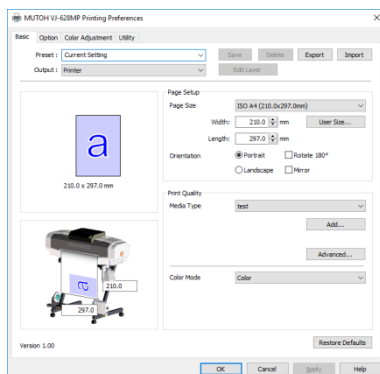 MUTOH VJ-628MP Printing Preferences
Basic Option Color Adjustment Utility
Preset : Current Setting Save Delete Export Import
Output : Printer Edit Layer
Page Setup
Page Size ISO A4 (210.0x297.0mm)
Width: 210.0 mm User Size...
Length: 297.0 mm
Orientation Portrait Rotate 180°
Landscape Mirror
a
210.0 x 297.0 mm
Print Quality
Media Type test
Add...
Advanced...
Color Mode Color
a
210.0
297.0
Version 1.00
Restore Defaults
OK Cancel Apply Help